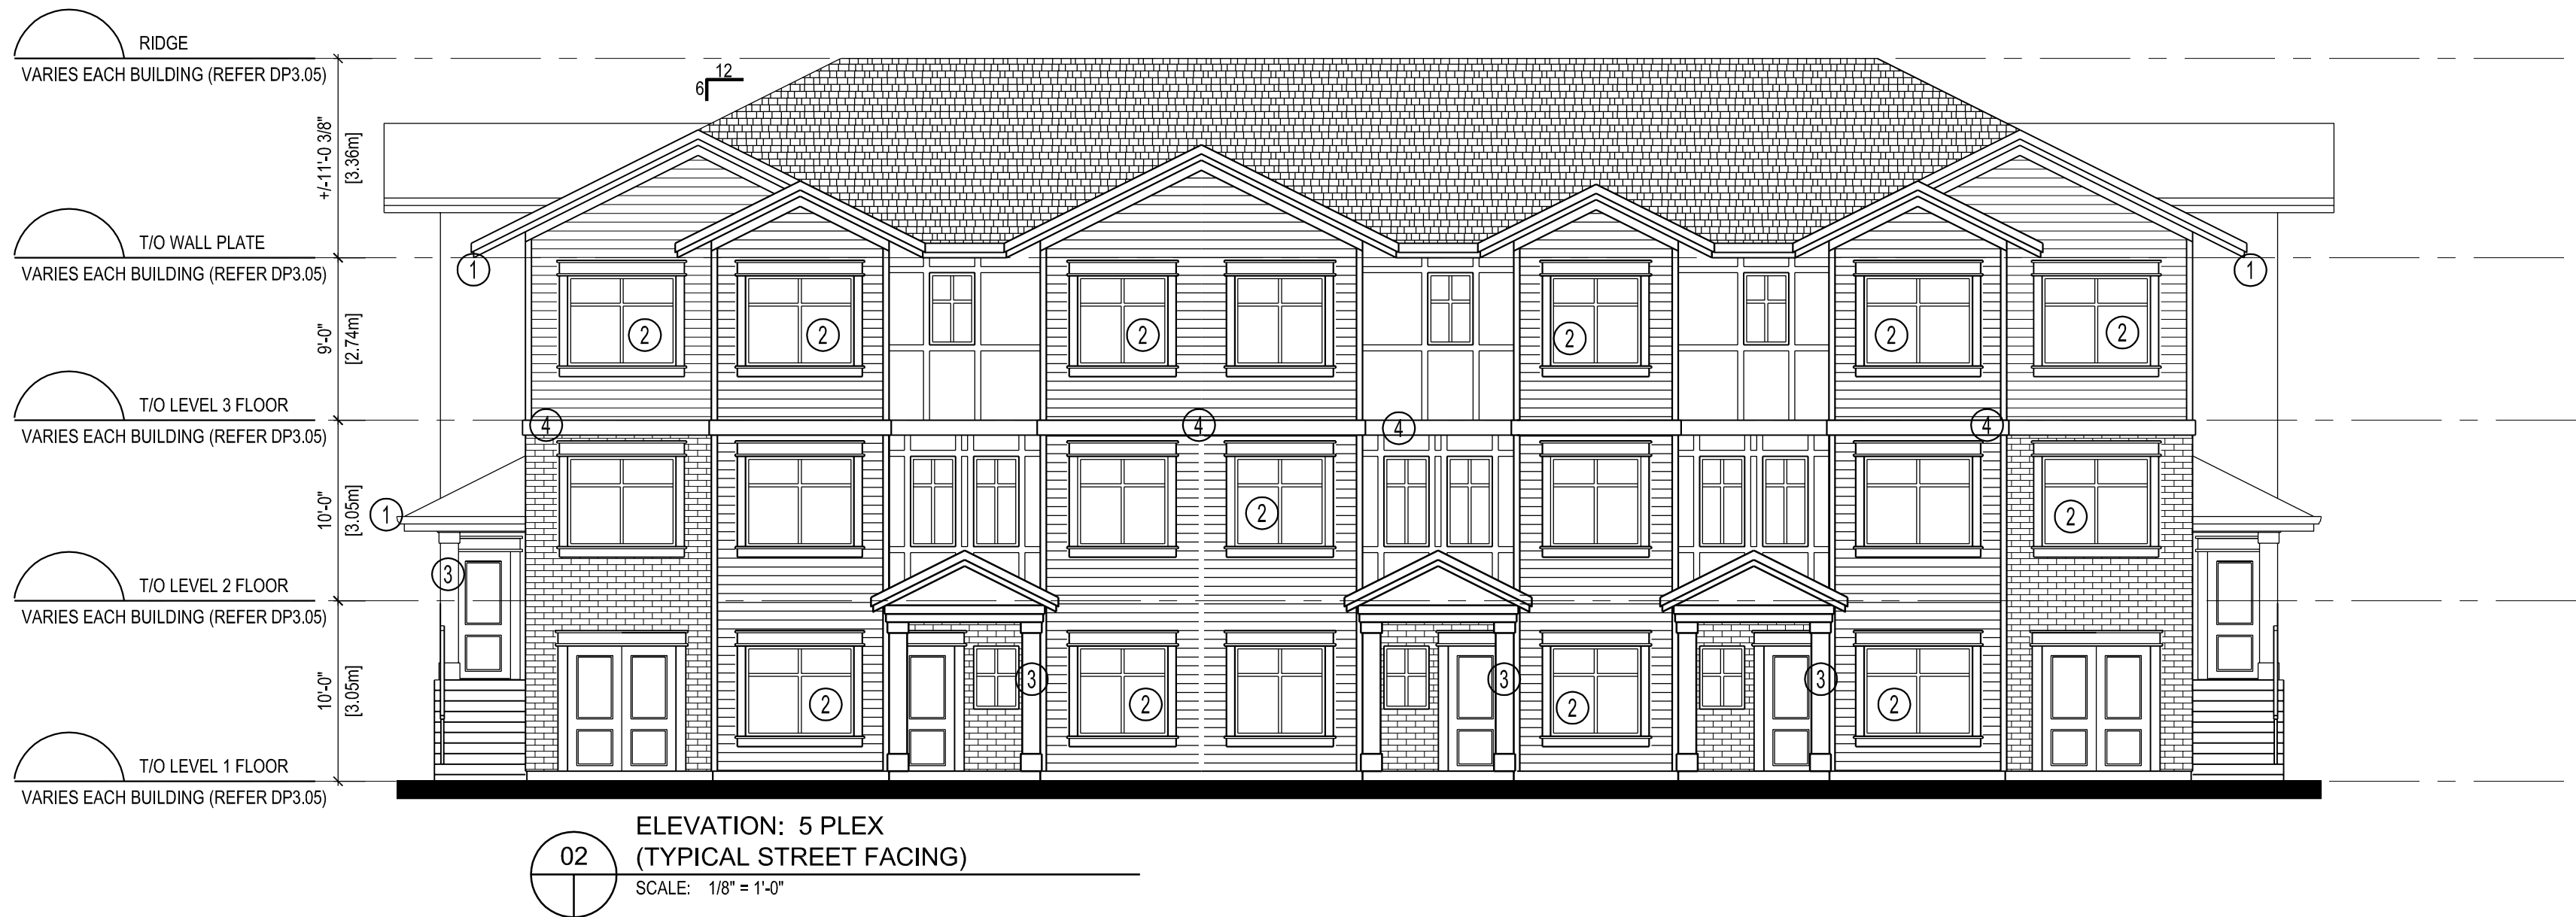 RIDGE
VARIES EACH BUILDING (REFER DP3.05)
12
6
+/-11'-0 3/8"
[3.36m]
T/O WALL PLATE
VARIES EACH BUILDING (REFER DP3.05)
1
1
9'-0"
[2.74m]
2
2
2
2
2
2
T/O LEVEL 3 FLOOR
VARIES EACH BUILDING (REFER DP3.05)
4
4
4
4
10'-0"
[3.05m]
1
2
2
3
T/O LEVEL 2 FLOOR
VARIES EACH BUILDING (REFER DP3.05)
10'-0"
[3.05m]
3
3
3
2
2
2
2
T/O LEVEL 1 FLOOR
VARIES EACH BUILDING (REFER DP3.05)
02
ELEVATION: 5 PLEX
(TYPICAL STREET FACING)
SCALE: 1/8" = 1'-0"